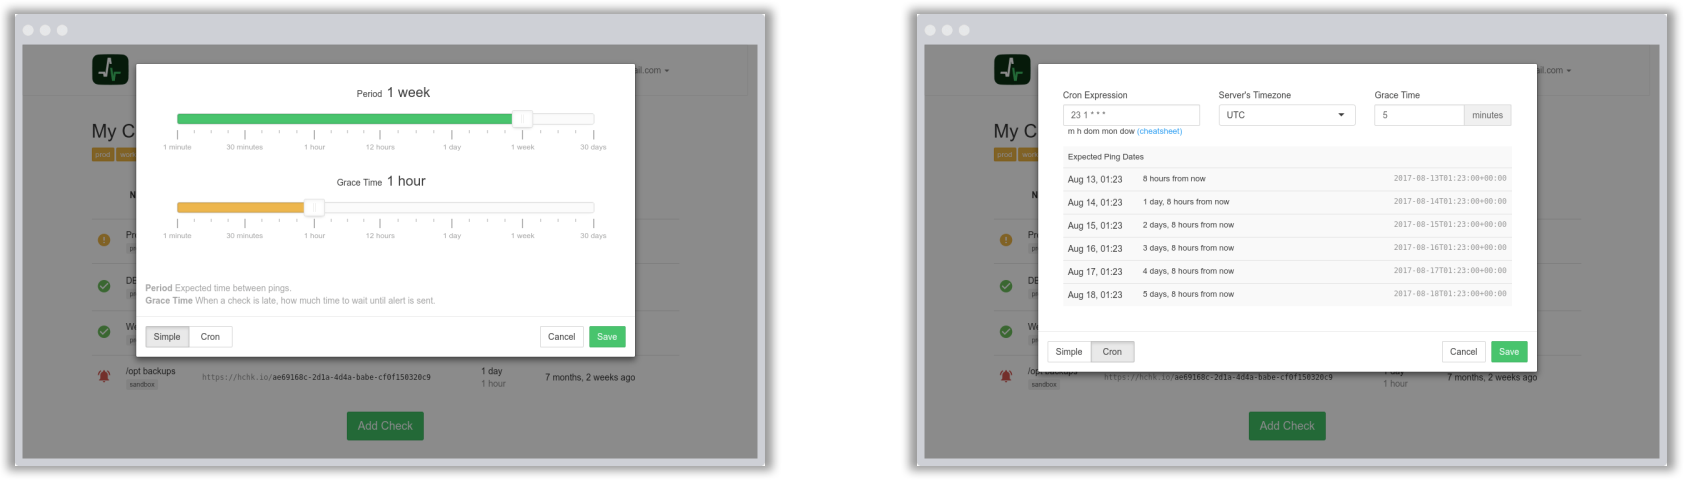 ail.com
Period 1 week
1 minute 30 minutes 1 hour 12 hours 1 day 1 week 30 days
My C
prod
Grace Time 1 hour
1 minute 30 minutes 1 hour 12 hours 1 day 1 week 30 days
Period Expected time between pings.
Grace Time When a check is late, how much time to wait until alert is sent.
Simple Cron Cancel Save
/opt backups https://hchk.io/ae69168c-2d1a-4d4a-babe-cf0f150320c9 1 day 7 months, 2 weeks ago
sandbox 1 hour
Add Check
ail.com
Cron Expression Server's Timezone Grace Time
23 1 * * * UTC 5 minutes
m h dom mon dow (cheatsheet)
My C
prod
Expected Ping Dates
Aug 13, 01:23 8 hours from now 2017-08-13T01:23:00+00:00
Aug 14, 01:23 1 day, 8 hours from now 2017-08-14T01:23:00+00:00
Aug 15, 01:23 2 days, 8 hours from now 2017-08-15T01:23:00+00:00
Aug 16, 01:23 3 days, 8 hours from now 2017-08-16T01:23:00+00:00
Aug 17, 01:23 4 days, 8 hours from now 2017-08-17T01:23:00+00:00
Aug 18, 01:23 5 days, 8 hours from now 2017-08-18T01:23:00+00:00
Simple Cron Cancel Save
https://hchk.io/ae69168c-2d1a-4d4a-babe-cf0f150320c9 7 months, 2 weeks ago
sandbox 1 hour
Add Check